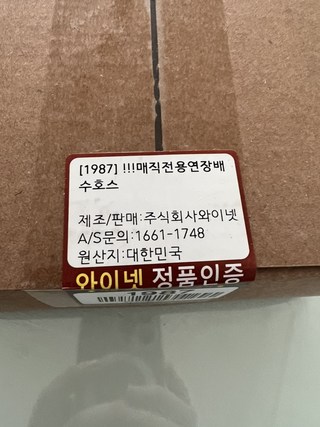 [1987] !!!매직전용연장배
수호스
제조/판매:주식회사와이넷
A/S문의:1661-1748
원산지:대한민국
와이넷 정품인증
1987